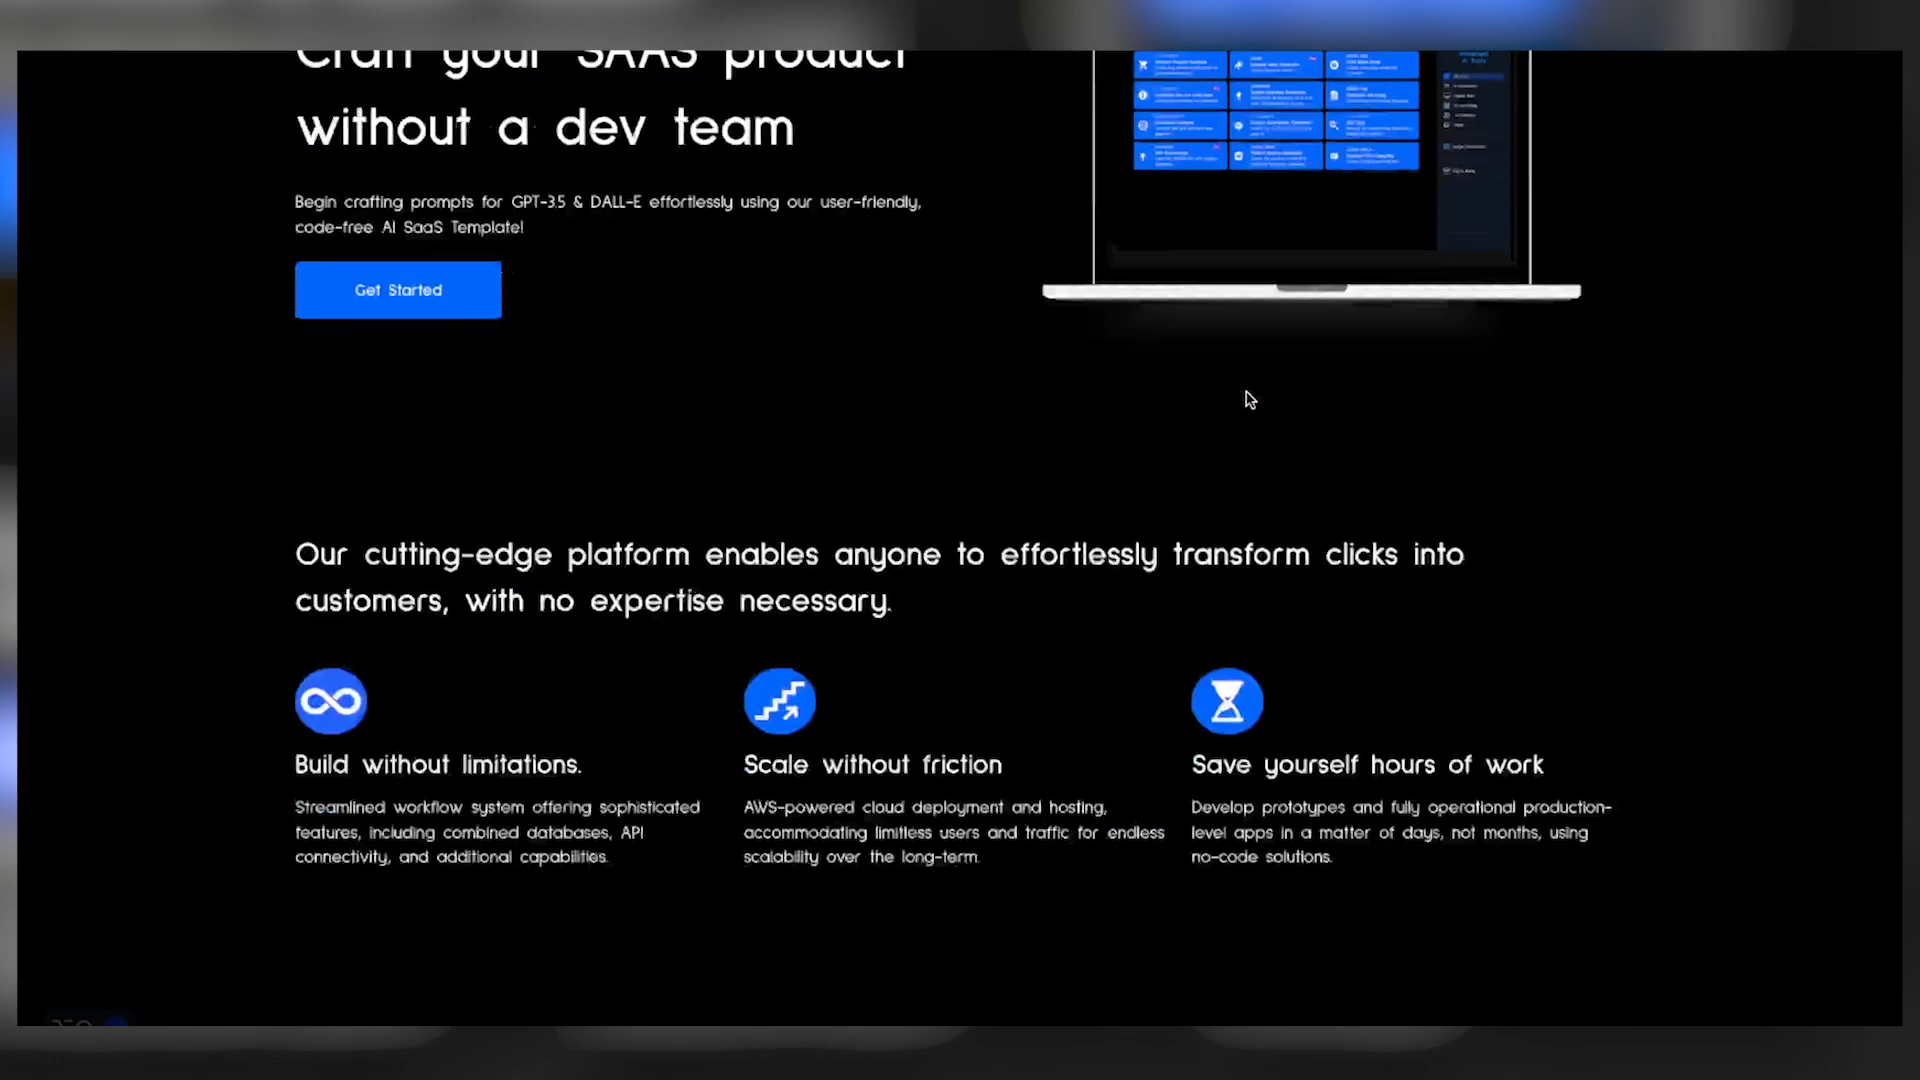 Craft your SAAS product
without a dev team
Begin crafting prompts for GPT-3.5 & DALL-E effortlessly using our user-friendly,
code-free AI SaaS Template!
Get Started
Our cutting-edge platform enables anyone to effortlessly transform clicks into
customers, with no expertise necessary.
Build without limitations.
Streamlined workflow system offering sophisticated
features, including combined databases, API
connectivity, and additional capabilities.
Scale without friction
AWS-powered cloud deployment and hosting,
accommodating limitless users and traffic for endless
scalability over the long-term.
Save yourself hours of work
Develop prototypes and fully operational production-
level apps in a matter of days, not months, using
no-code solutions.